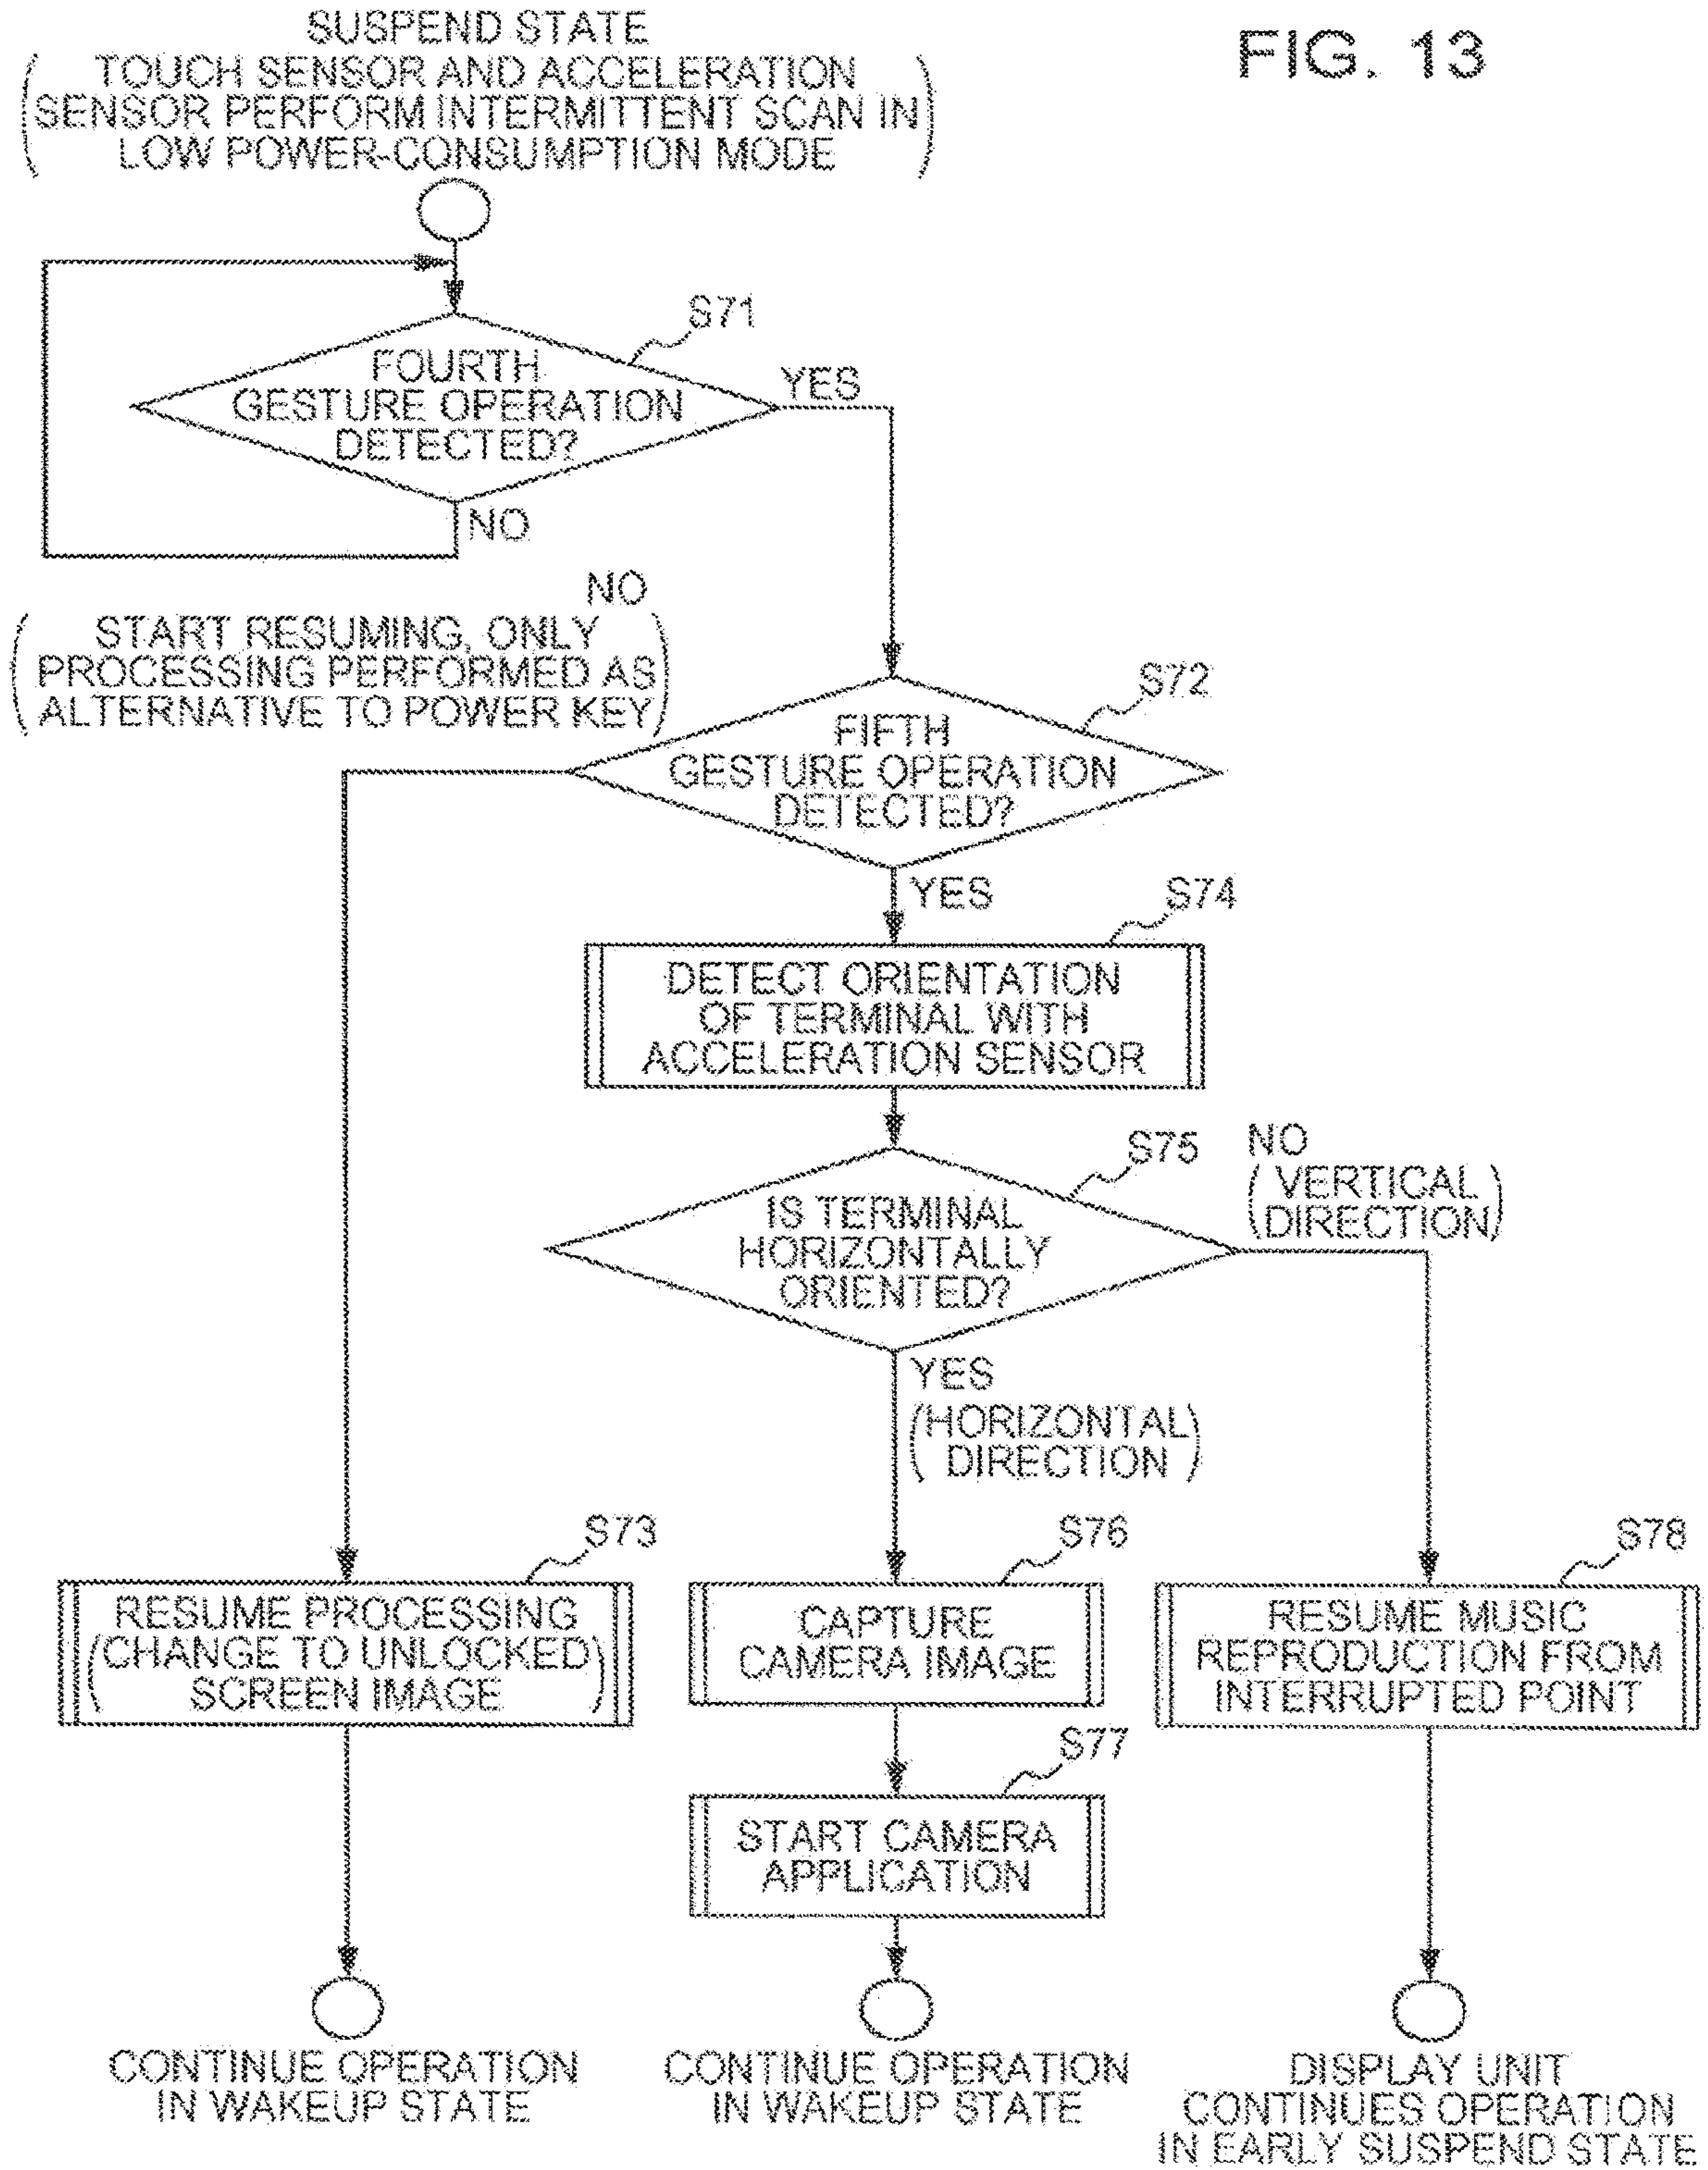 FIG. 13
SUSPEND STATE
( TOUCH SENSOR AND ACCELERATION
SENSOR PERFORM INTERMITTENT SCAN IN
LOW POWER-CONSUMPTION MODE )
S71
FOURTH
GESTURE OPERATION
DETECTED?
YES
NO
NO
( START RESUMING, ONLY
PROCESSING PERFORMED AS
ALTERNATIVE TO POWER KEY )
S72
FIFTH
GESTURE OPERATION
DETECTED?
YES
S74
DETECT ORIENTATION
OF TERMINAL WITH
ACCELERATION SENSOR
S75
IS TERMINAL
HORIZONTALLY
ORIENTED?
NO
( VERTICAL
DIRECTION )
YES
( HORIZONTAL
DIRECTION )
S73
RESUME PROCESSING
( CHANGE TO UNLOCKED
SCREEN IMAGE )
S76
CAPTURE
CAMERA IMAGE
S77
START CAMERA
APPLICATION
S78
RESUME MUSIC
REPRODUCTION FROM
INTERRUPTED POINT
CONTINUE OPERATION
IN WAKEUP STATE
CONTINUE OPERATION
IN WAKEUP STATE
DISPLAY UNIT
CONTINUES OPERATION
IN EARLY SUSPEND STATE